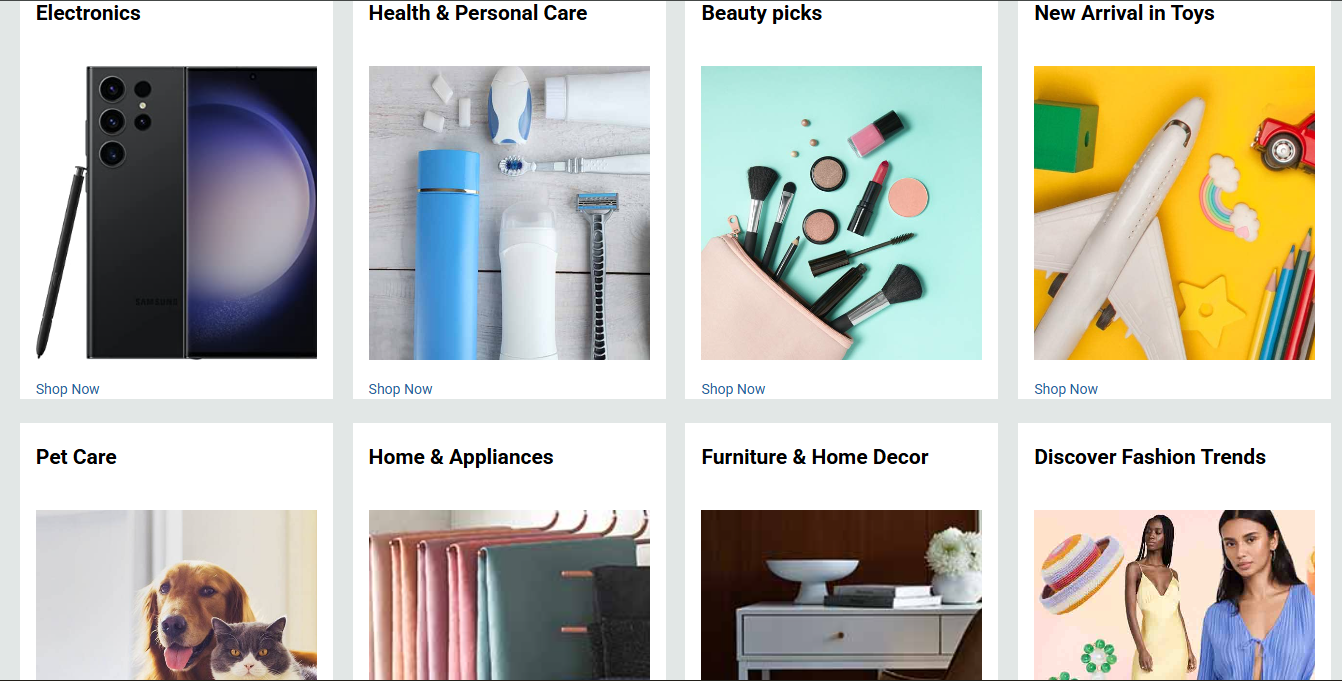 Electronics
Health & Personal Care
Beauty picks
New Arrival in Toys
SAMSUNG
Shop Now
Shop Now
Shop Now
Shop Now
Pet Care
Home & Appliances
Furniture & Home Decor
Discover Fashion Trends